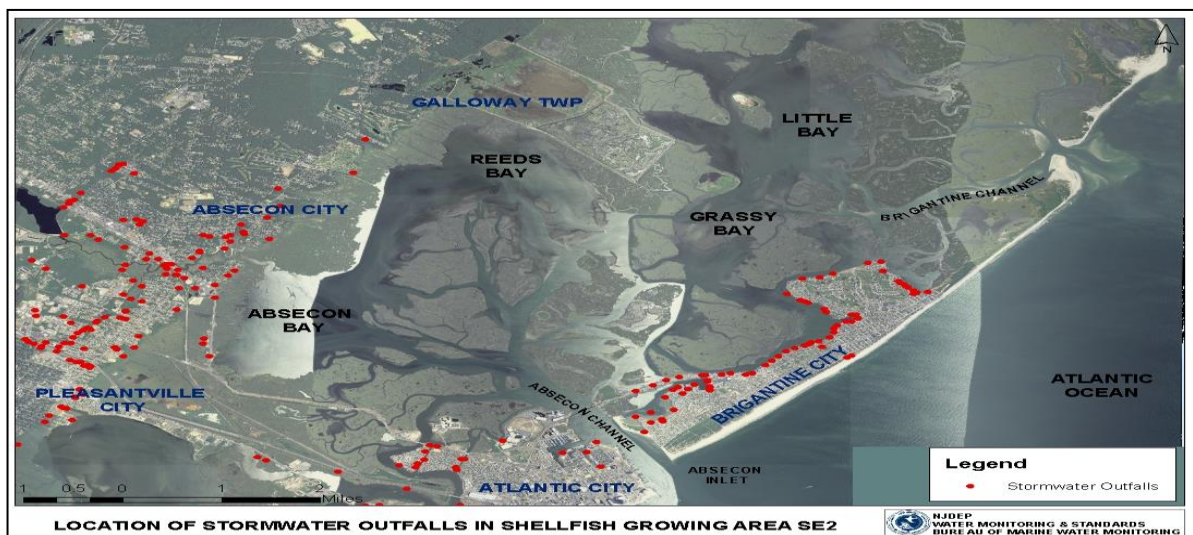 N
GALLOWAY TWP
LITTLE
BAY
REEDS
BAY
ABSECON CITY
BRIGANTINE CHANNEL
GRASSY
BAY
ABSECON
BAY
PLEASANTVILLE
CITY
BRIGANTINE CITY
ATLANTIC
OCEAN
ABSECON CHANNEL
ABSECON
INLET
ATLANTIC CITY
1 0.5 0 1 2
Miles
Legend
Stormwater Outfalls
LOCATION OF STORMWATER OUTFALLS IN SHELLFISH GROWING AREA SE2
NJDEP
WATER MONITORING & STANDARDS
BUREAU OF MARINE WATER MONITORING